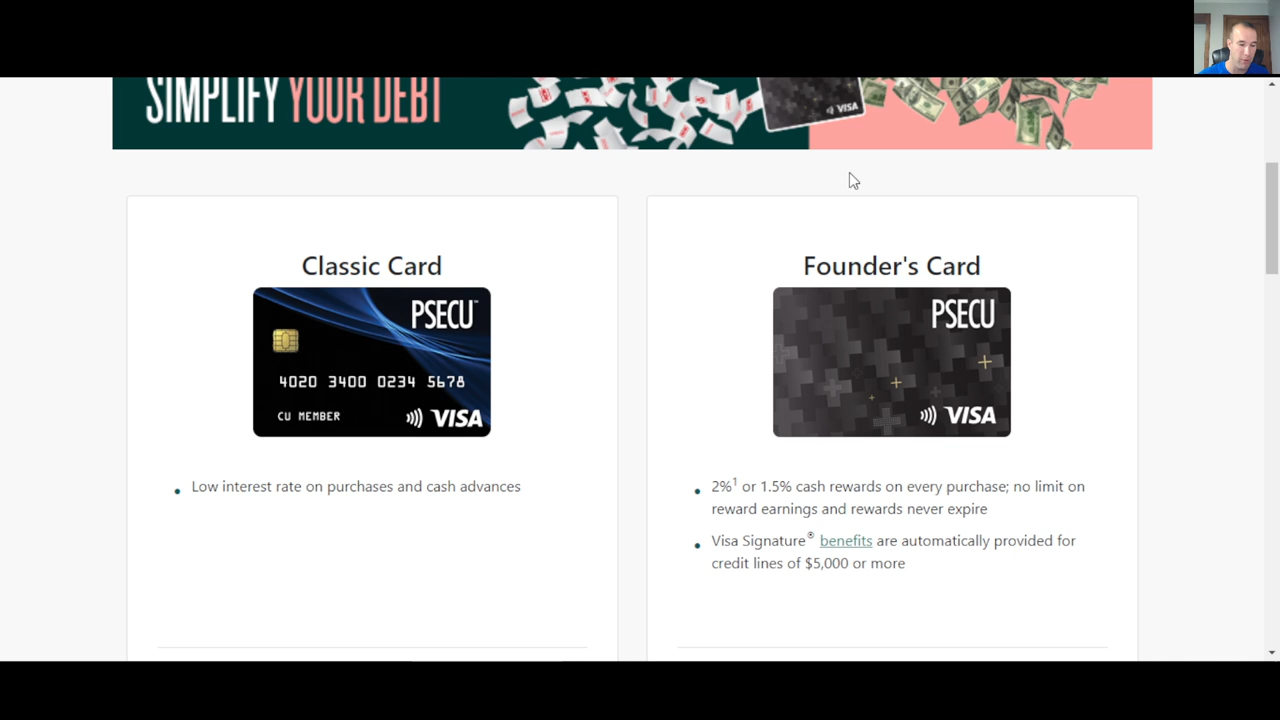 SIMPLIFY YOUR DEBT
VISA
Classic Card
PSECU™
4020 3400 0234 5678
CU MEMBER
VISA
Low interest rate on purchases and cash advances
Founder's Card
PSECU
VISA
2%¹ or 1.5% cash rewards on every purchase; no limit on
reward earnings and rewards never expire
Visa Signature® benefits are automatically provided for
credit lines of $5,000 or more